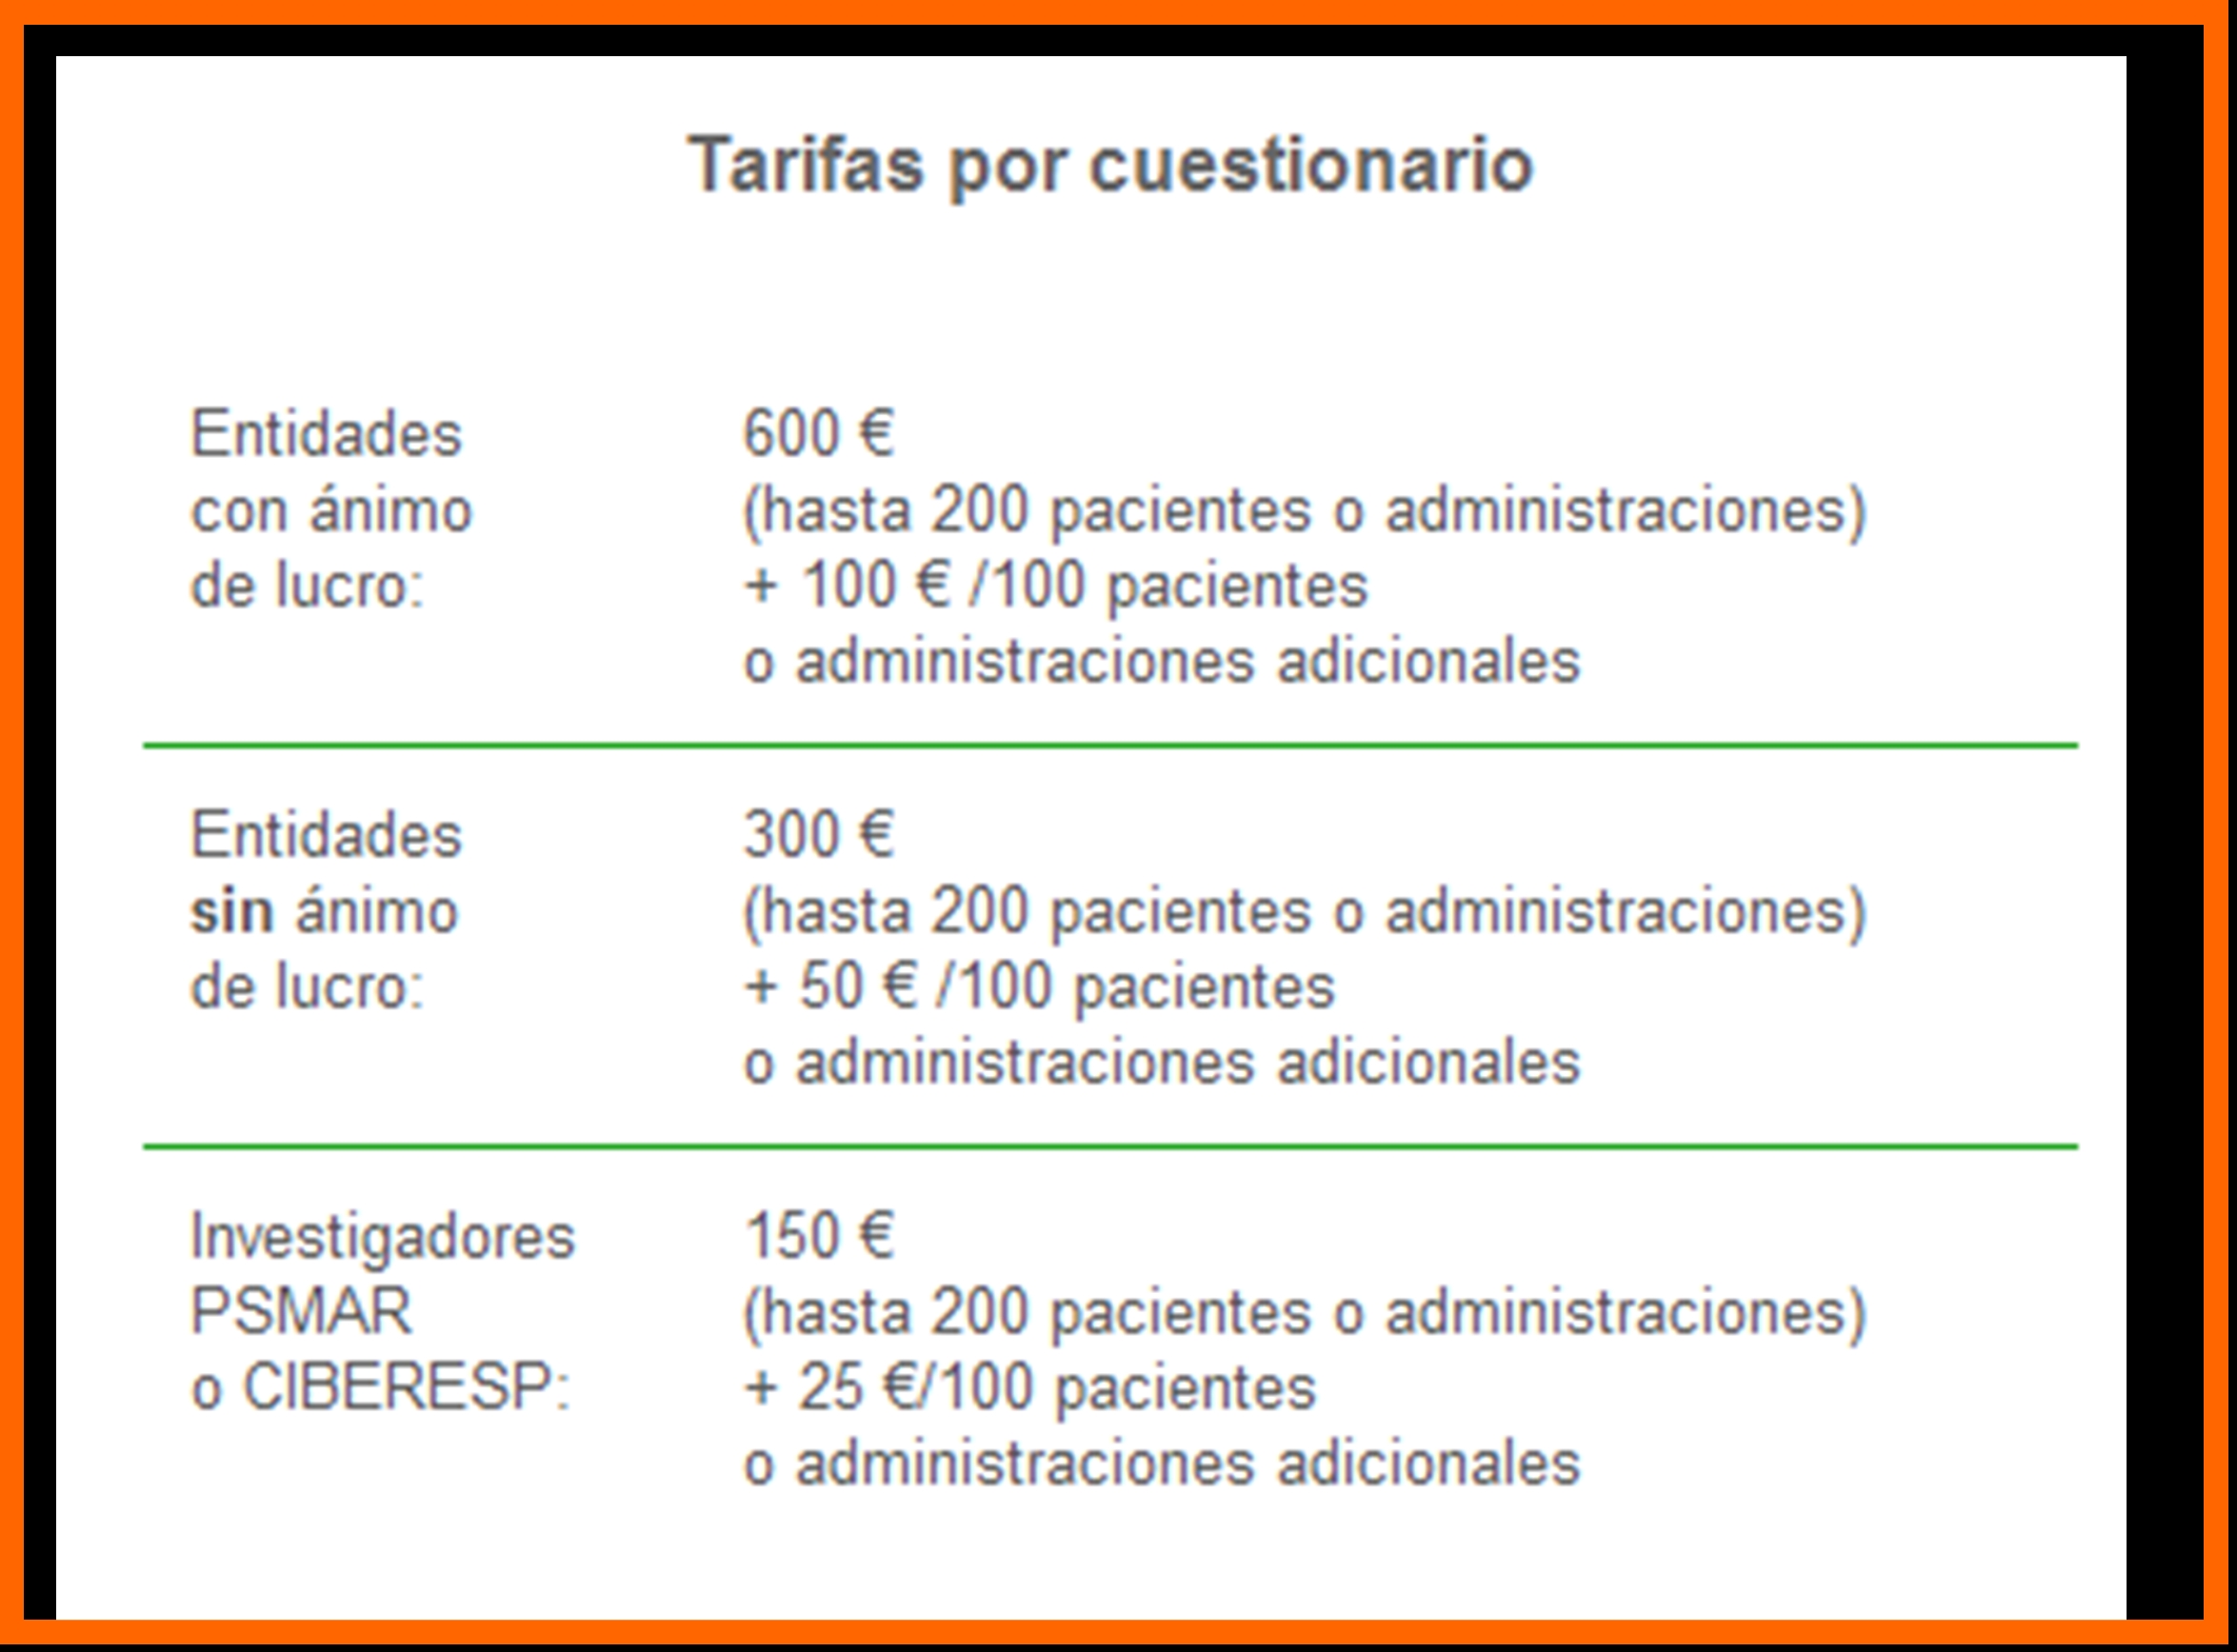 Tarifas por cuestionario
Entidades
con ánimo
de lucro:
600 €
(hasta 200 pacientes o administraciones)
+ 100 € /100 pacientes
o administraciones adicionales
Entidades
sin ánimo
de lucro:
300 €
(hasta 200 pacientes o administraciones)
+ 50 € /100 pacientes
o administraciones adicionales
Investigadores
PSMAR
o CIBERESP:
150 €
(hasta 200 pacientes o administraciones)
+ 25 €/100 pacientes
o administraciones adicionales